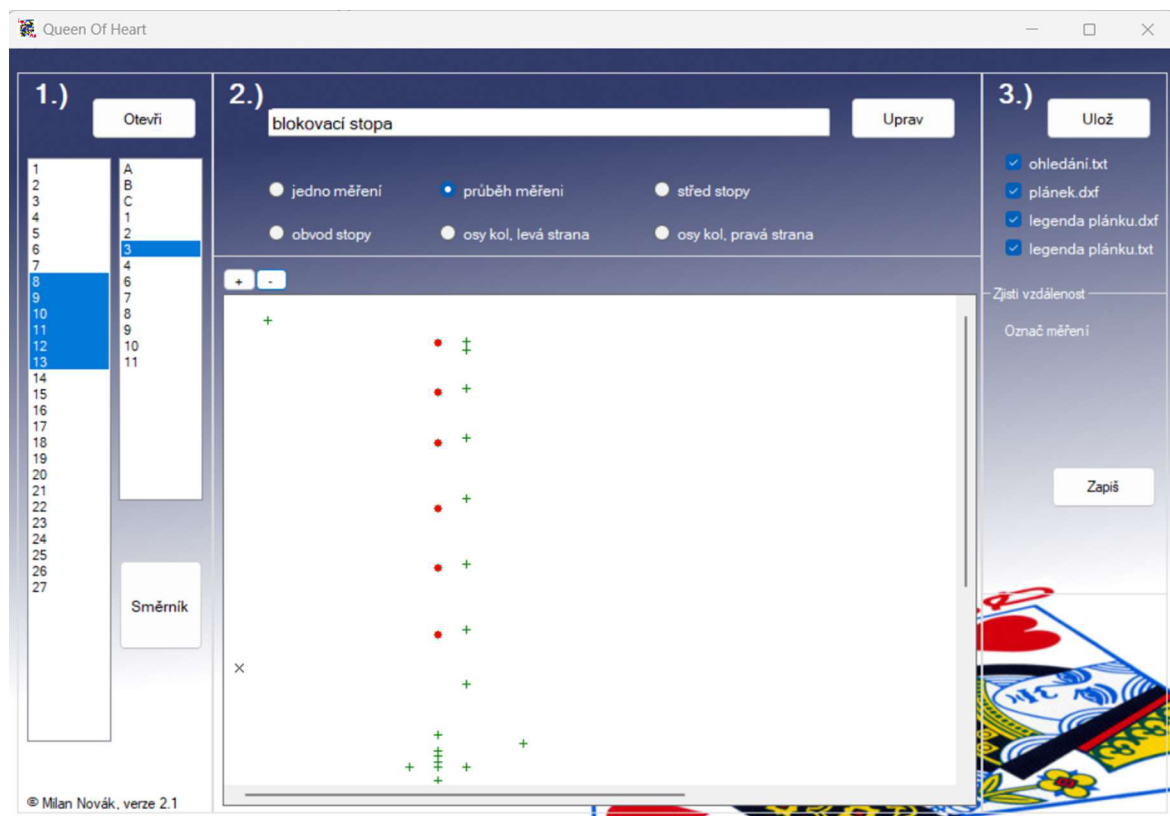 Queen Of Heart
1.)
Otevři
1
2
3
4
5
6
7
8
9
10
11
12
13
14
15
16
17
18
19
20
21
22
23
24
25
26
27
A
B
C
1
2
3
4
6
7
8
9
10
11
Směrník
© Milan Novák, verze 2.1
2.)
blokovací stopa
Uprav
jedno měření
průběh měřeni
střed stopy
obvod stopy
osy kol, levá strana
osy kol, pravá strana
+
-
3.)
Ulož
ohledání.txt
plánek.dxf
legenda plánku.dxf
legenda plánku.txt
Zjisti vzdálenost
Označ měření
Zapiš